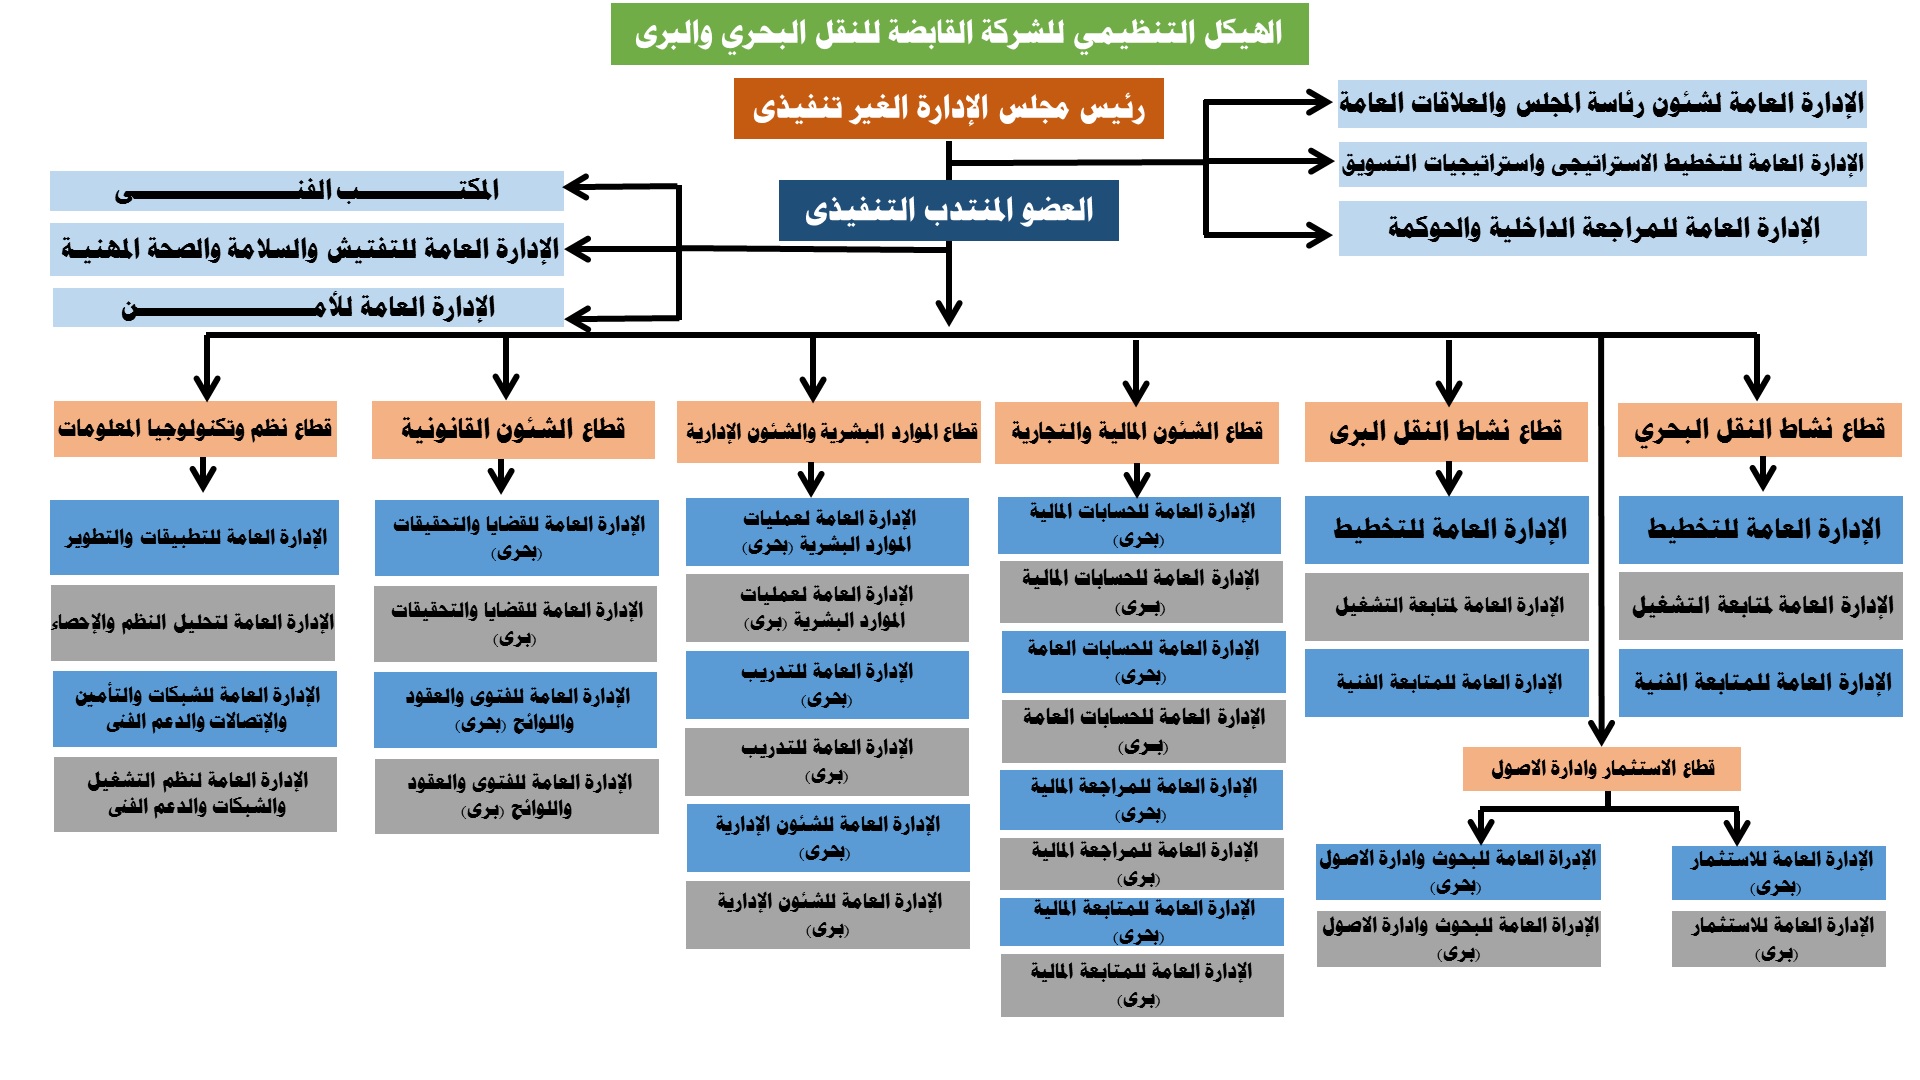 الهيكل التنظيمي للشركة القابضة للنقل البحري والبرى
رئيس مجلس الإدارة الغير تنفيذى
الإدارة العامة لشئون رئاسة المجلس والعلاقات العامة
الإدارة العامة للتخطيط الاستراتيجى واستراتيجيات التسويق
الإدارة العامة للمراجعة الداخلية والحوكمة
العضو المنتدب التنفيذى
المكتـــــــــــــب الفنــــــــــــــــــــى
الإدارة العامة للتفتيش والسلامة والصحة المهنيـة
الإدارة العامة للأمــــــــــــــــــــــن
قطاع نشاط النقل البحري
الإدارة العامة للتخطيط
الإدارة العامة لمتابعة التشغيل
الإدارة العامة للمتابعة الفنية
قطاع نشاط النقل البرى
الإدارة العامة للتخطيط
الإدارة العامة لمتابعة التشغيل
الإدارة العامة للمتابعة الفنية
قطاع الاستثمار وادارة الاصول
الإدارة العامة للاستثمار
(بحرى)
الإدارة العامة للاستثمار
(برى)
الإدراة العامة للبحوث وادارة الاصول
(بحرى)
الإدراة العامة للبحوث وادارة الاصول
(برى)
قطاع الشئون المالية والتجارية
الإدارة العامة للحسابات المالية
(بحرى)
الإدارة العامة للحسابات المالية
(بـرى)
الإدارة العامة للحسابات العامة
(بحرى)
الإدارة العامة للحسابات العامة
(بـرى)
الإدارة العامة للمراجعة المالية
(بحرى)
الإدارة العامة للمراجعة المالية
(برى)
الإدارة العامة للمتابعة المالية
(بحرى)
الإدارة العامة للمتابعة المالية
(برى)
قطاع الموارد البشرية والشئون الإدارية
الإدارة العامة لعمليات
الموارد البشرية (بحرى)
الإدارة العامة لعمليات
الموارد البشرية (برى)
الإدارة العامة للتدريب
(بحرى)
الإدارة العامة للتدريب
(برى)
الإدارة العامة للشئون الإدارية
(بحرى)
الإدارة العامة للشئون الإدارية
(برى)
قطاع الشئون القانونية
الإدارة العامة للقضايا والتحقيقات
(بحرى)
الإدارة العامة للقضايا والتحقيقات
(برى)
الإدارة العامة للفتوى والعقود
واللوائح (بحرى)
الإدارة العامة للفتوى والعقود
واللوائح (برى)
قطاع نظم وتكنولوجيا المعلومات
الإدارة العامة للتطبيقات والتطوير
الإدارة العامة لتحليل النظم والإحصاء
الإدارة العامة للشبكات والتأمين
والإتصالات والدعم الفنى
الإدارة العامة لنظم التشغيل
والشبكات والدعم الفنى